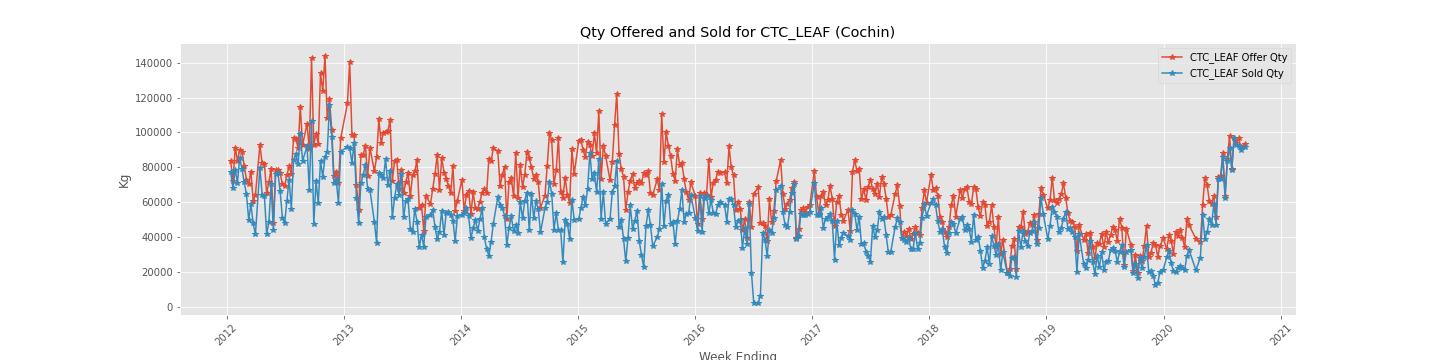 Qty Offered and Sold for CTC_LEAF (Cochin)
CTC_LEAF Offer Qty
CTC_LEAF Sold Qty
140000
120000
100000
80000
60000
40000
20000
0
Kg
2012 2013 2014 2015 2016 2017 2018 2019 2020 2021
Week Ending